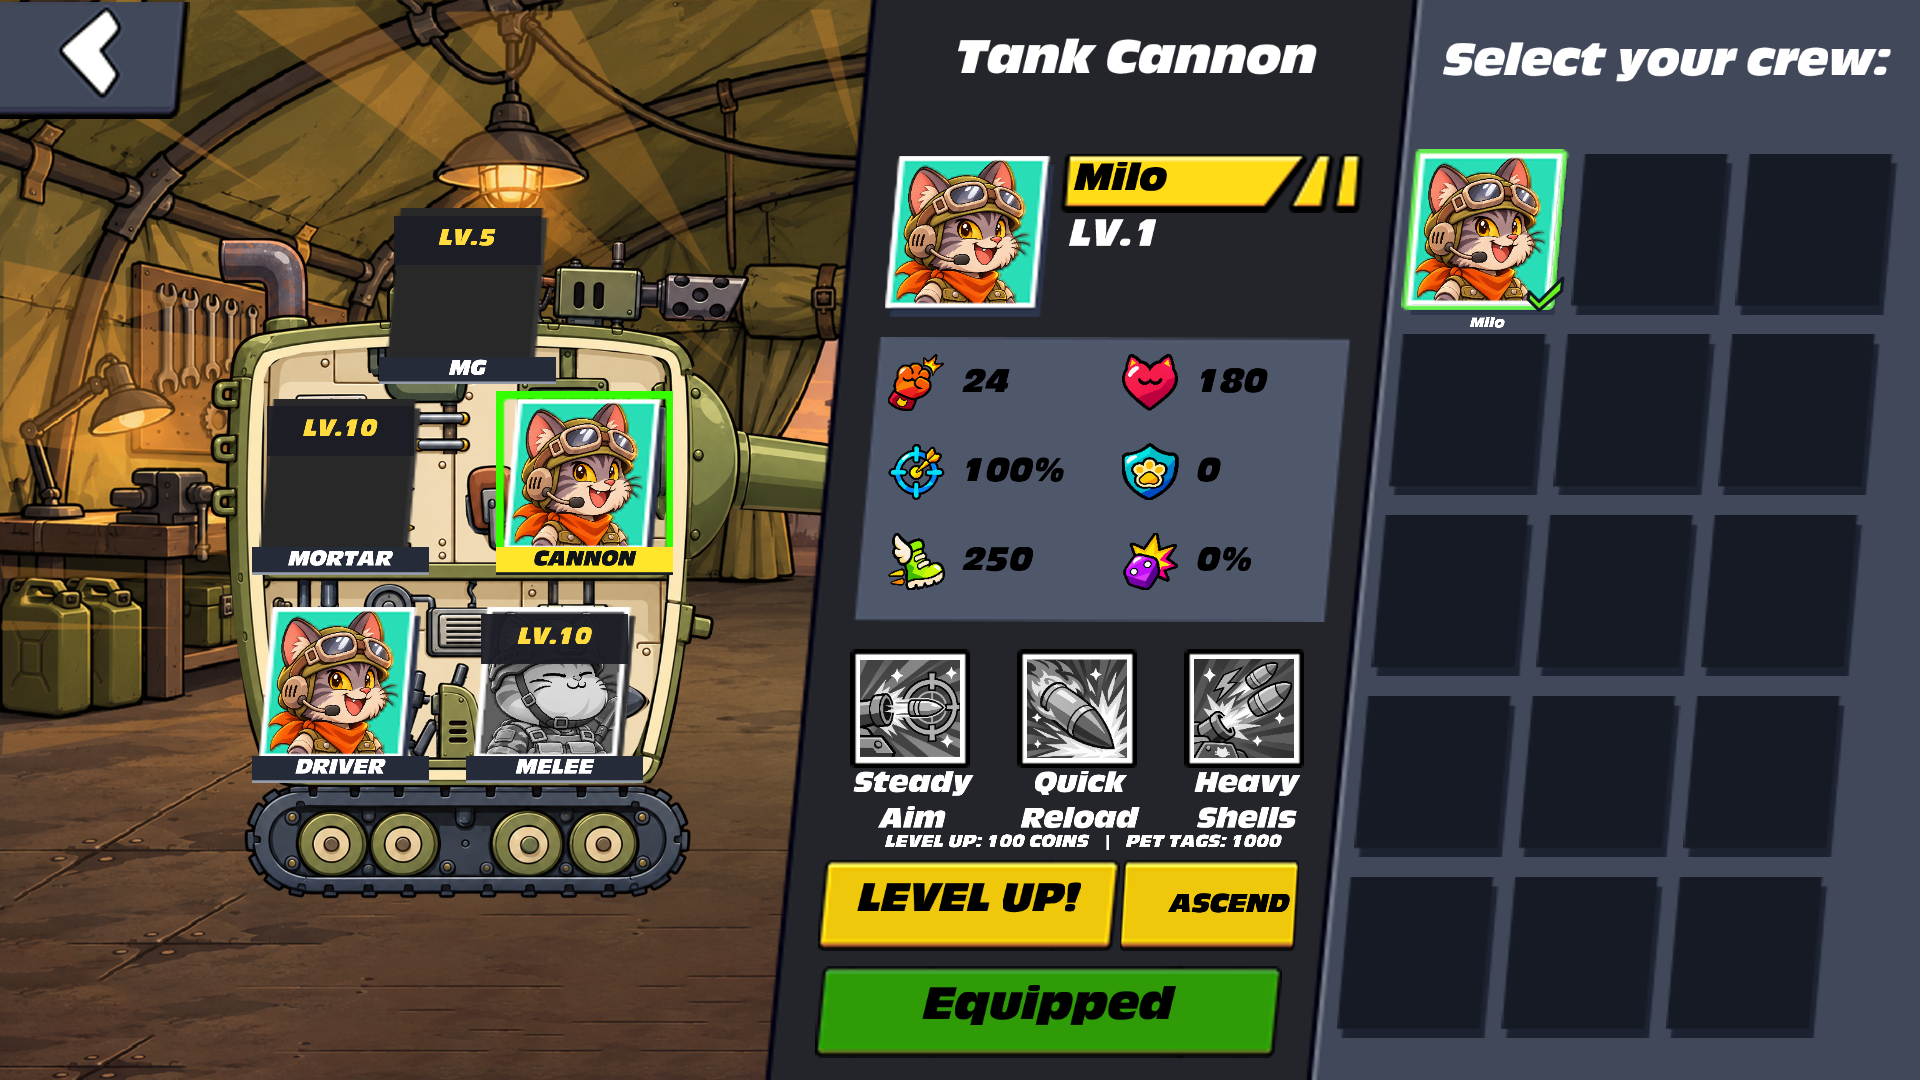 Tank Cannon
Select your crew:
Milo
LV.1
LV.5
MG
LV.10
MORTAR
CANNON
LV.10
DRIVER
MELEE
24
180
100%
0
250
0%
Steady
Aim
Quick
Reload
Heavy
Shells
LEVEL UP: 100 COINS | PET TAGS: 1000
LEVEL UP!
ASCEND
Equipped
Milo